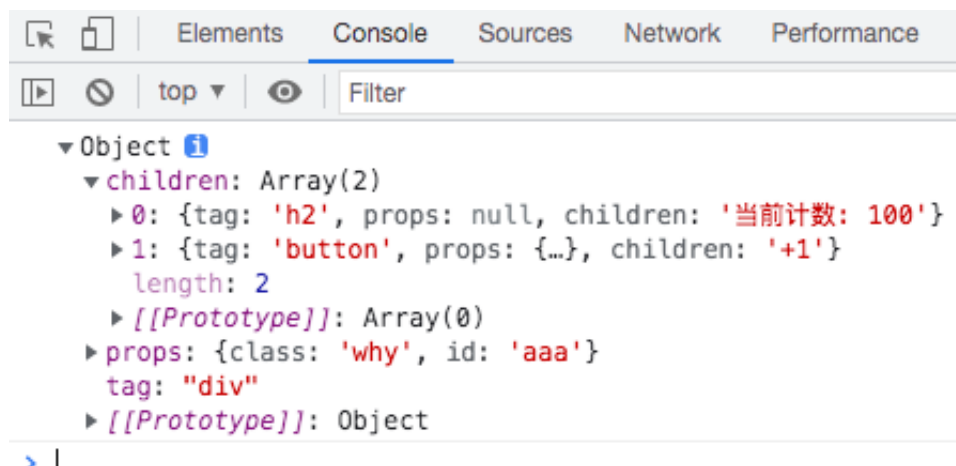 Elements Console Sources Network Performance
top ▼ Filter
▼Object i
▼children: Array(2)
▶0: {tag: 'h2', props: null, children: '当前计数: 100'}
▶1: {tag: 'button', props: {…}, children: '+1'}
length: 2
▶[[Prototype]]: Array(0)
▶props: {class: 'why', id: 'aaa'}
tag: "div"
▶[[Prototype]]: Object
>